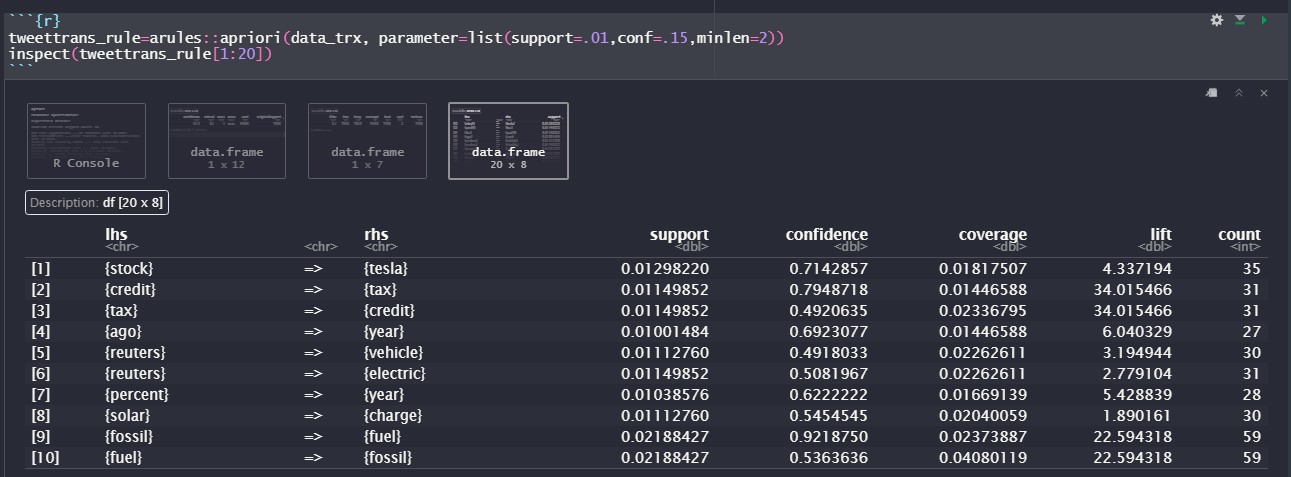 ```{r}
tweettrans_rule=arules::apriori(data_trx, parameter=list(support=.01,conf=.15,minlen=2))
inspect(tweettrans_rule[1:20])
```
R Console
data.frame
1 x 12
data.frame
1 x 7
data.frame
20 x 8
Description: df [20 x 8]
lhs rhs support confidence coverage lift count
<chr> <chr> <chr> <dbl> <dbl> <dbl> <dbl> <int>
[1] {stock} => {tesla} 0.01298220 0.7142857 0.01817507 4.337194 35
[2] {credit} => {tax} 0.01149852 0.7948718 0.01446588 34.015466 31
[3] {tax} => {credit} 0.01149852 0.4920635 0.02336795 34.015466 31
[4] {ago} => {year} 0.01001484 0.6923077 0.01446588 6.040329 27
[5] {reuters} => {vehicle} 0.01112760 0.4918033 0.02262611 3.194944 30
[6] {reuters} => {electric} 0.01149852 0.5081967 0.02262611 2.779104 31
[7] {percent} => {year} 0.01038576 0.6222222 0.01669139 5.428839 28
[8] {solar} => {charge} 0.01112760 0.5454545 0.02040059 1.890161 30
[9] {fossil} => {fuel} 0.02188427 0.9218750 0.02373887 22.594318 59
[10] {fuel} => {fossil} 0.02188427 0.5363636 0.04080119 22.594318 59